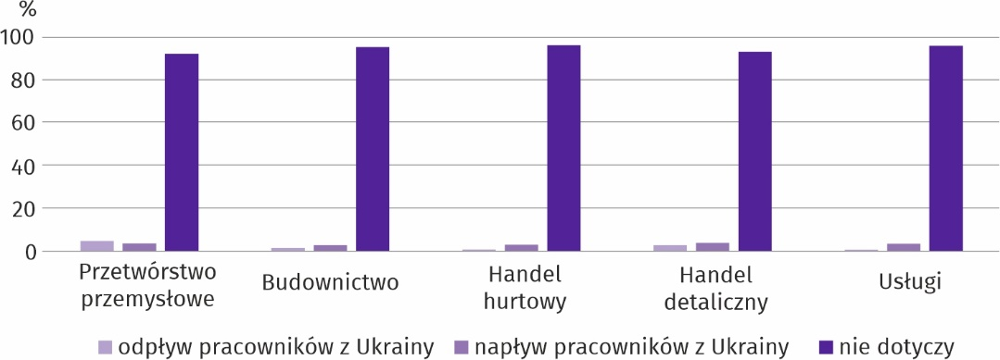 %
100
80
60
40
20
0
Przetwórstwo
przemysłowe
Budownictwo
Handel
hurtowy
Handel
detaliczny
Usługi
odpływ pracowników z Ukrainy napływ pracowników z Ukrainy nie dotyczy